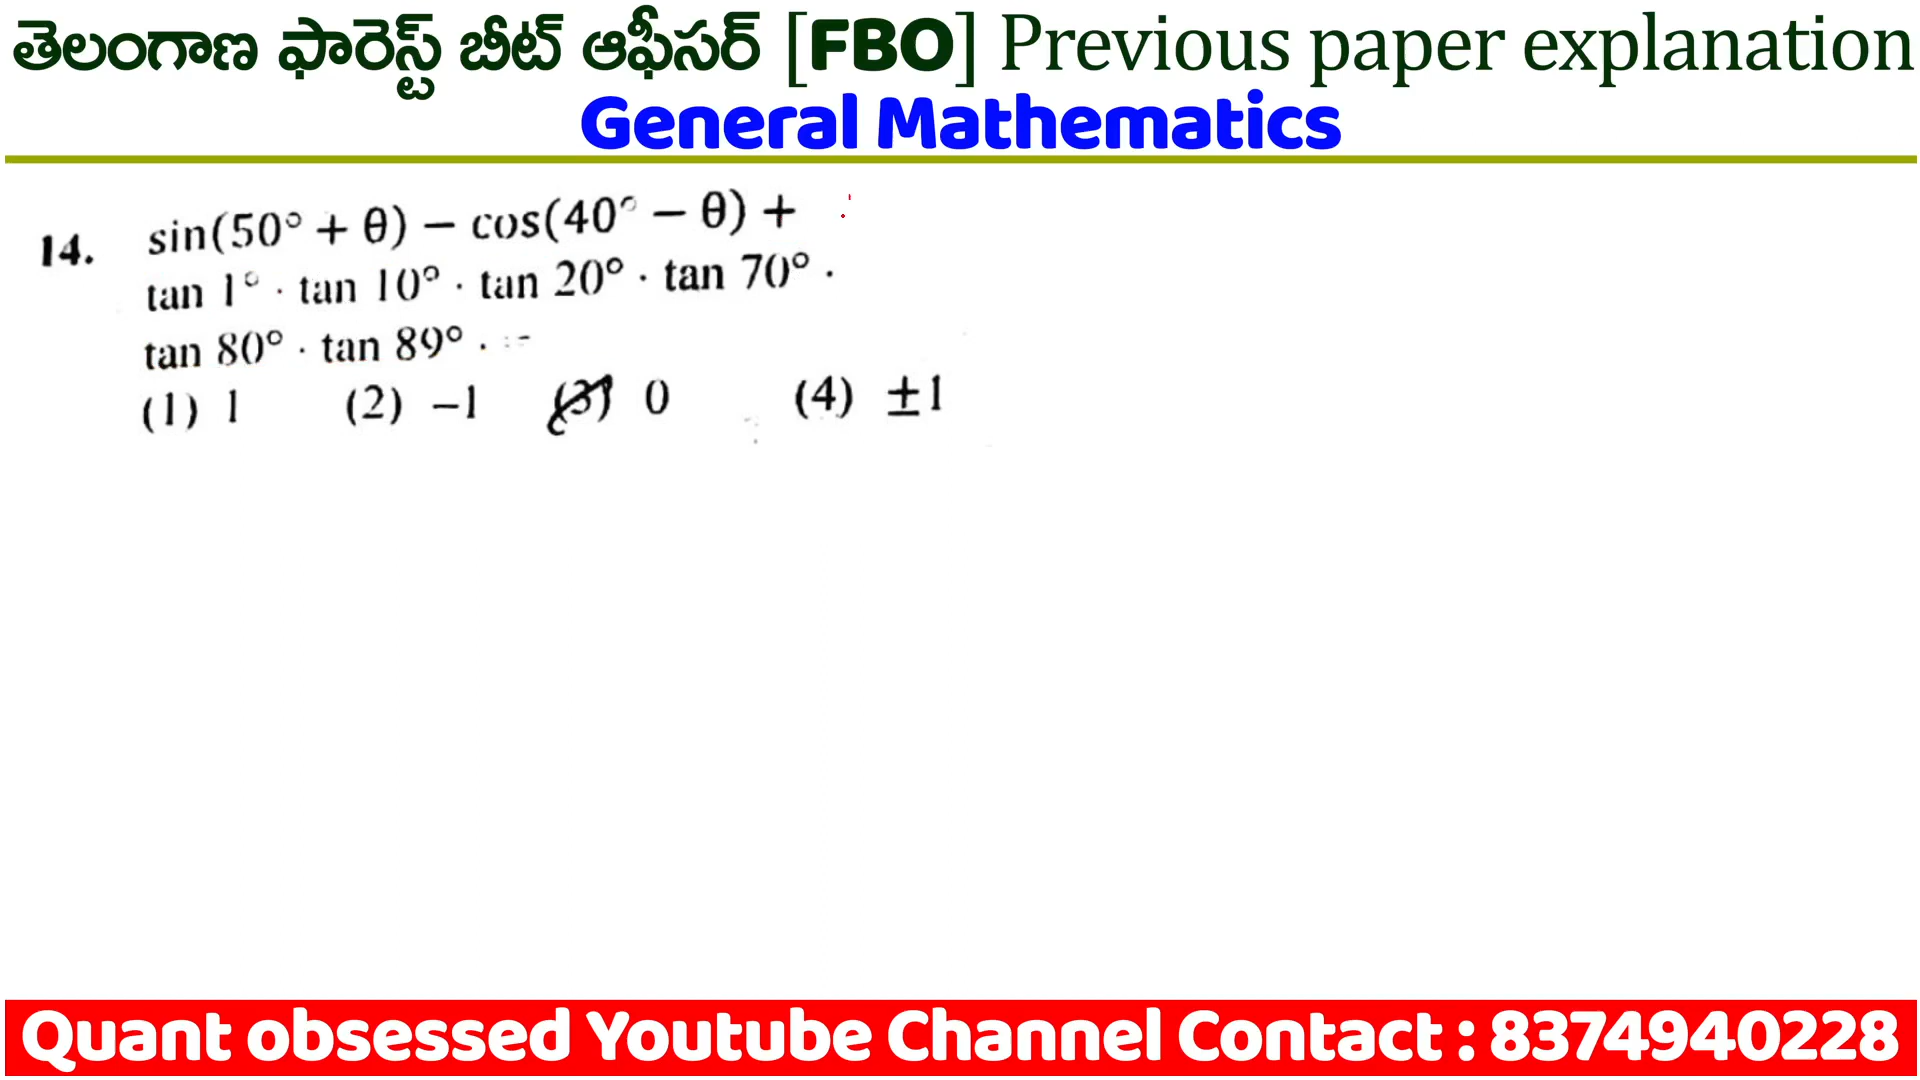 తెలంగాణ ఫారెస్ట్ బీట్ ఆఫీసర్ [FBO] Previous paper explanation
General Mathematics
14. sin(50° + θ) − cos(40° − θ) +
tan 1° · tan 10° · tan 20° · tan 70° ·
tan 80° · tan 89° ·
(1) 1 (2) −1 (3) 0 (4) ±1
Quant obsessed Youtube Channel Contact : 8374940228